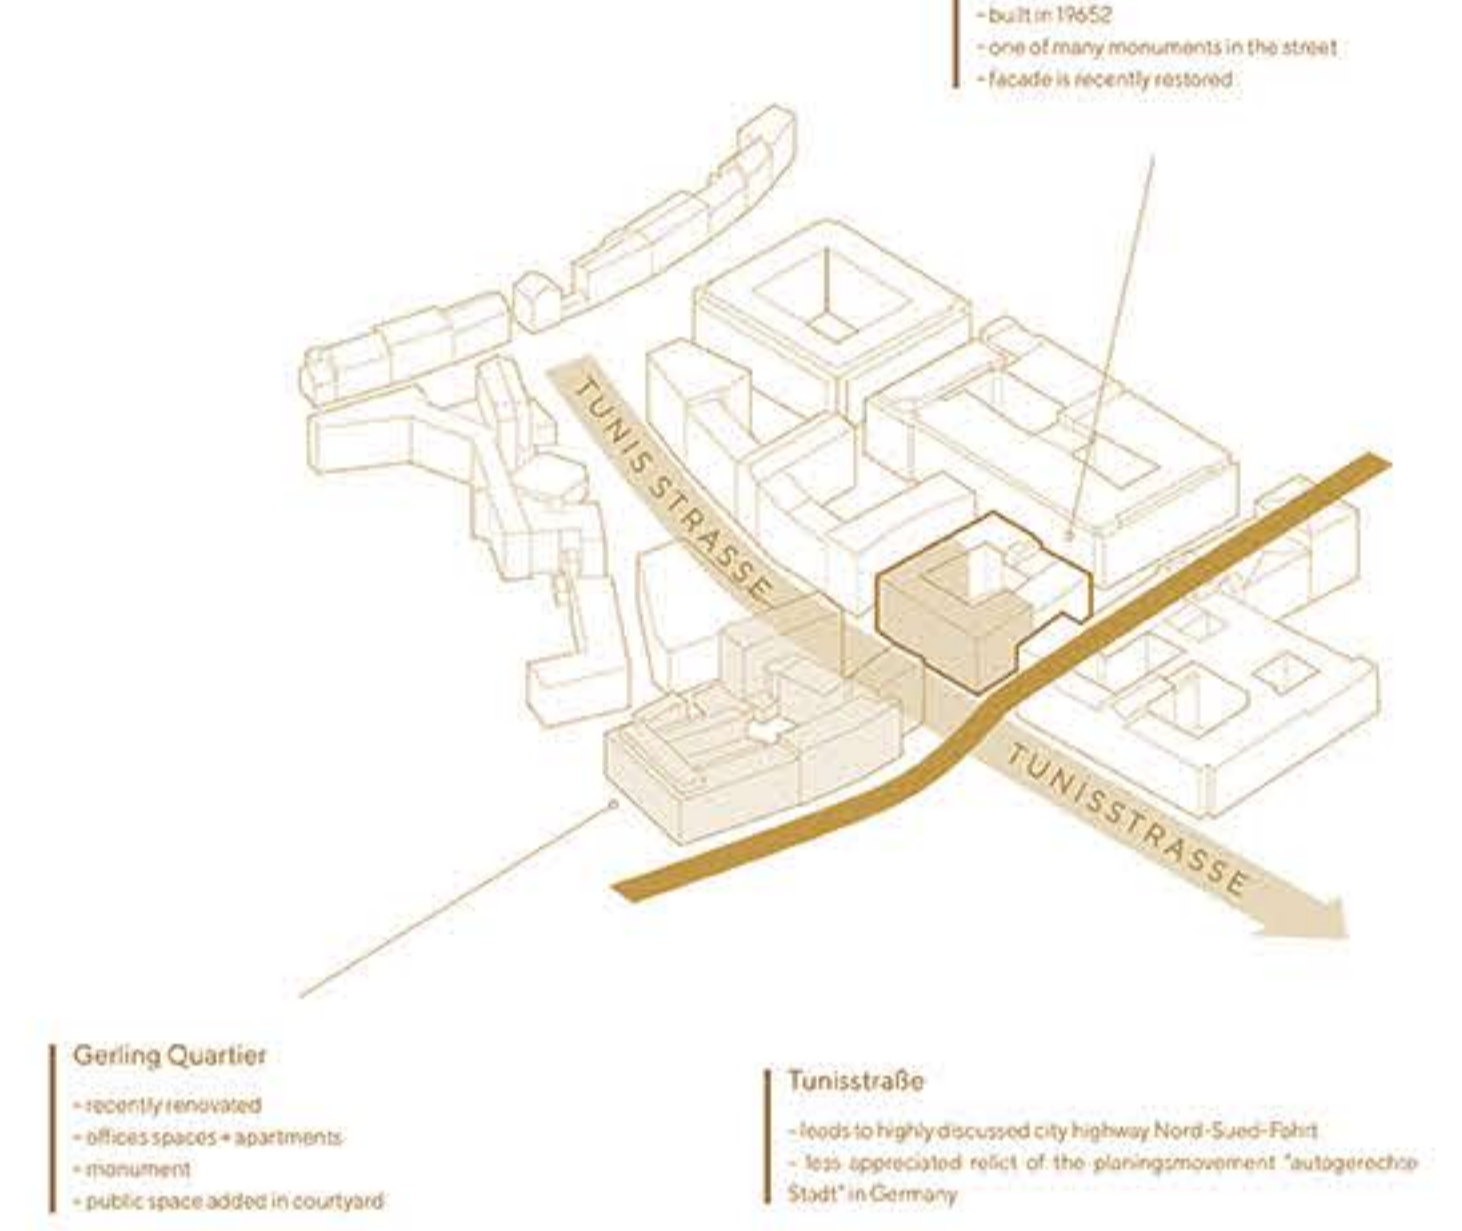 - built in 19652
- one of many monuments in the street
- facade is recently restored
TUNISSTRASSE
TUNISSTRASSE
Gerling Quartier
- recently renovated
- offices spaces + apartments
- monument
- public space added in courtyard
Tunisstraße
- leads to highly discussed city highway Nord-Sued-Fahrt
- less appreciated relict of the planingsmovement "autogerechte
Stadt" in Germany